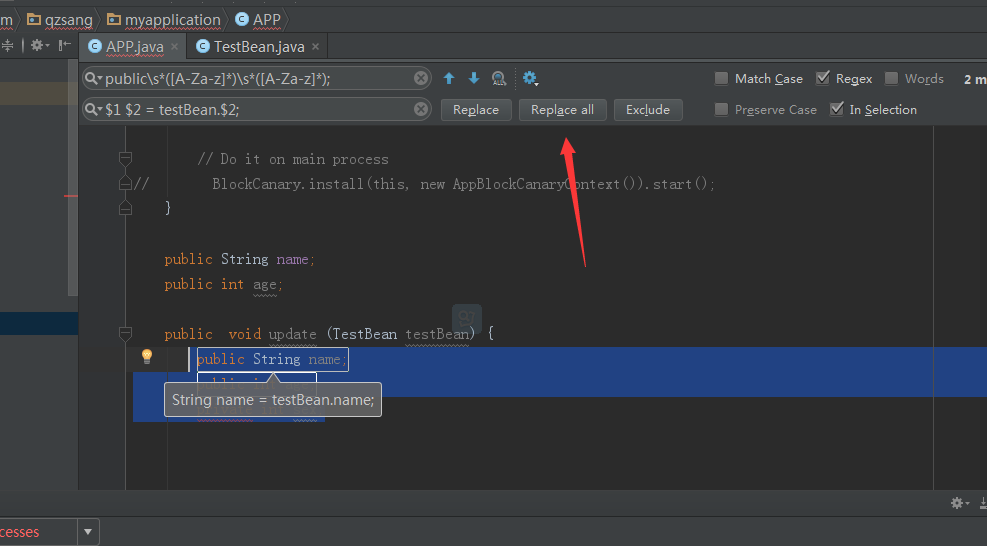 m qzsang myapplication APP
APP.java TestBean.java
public\s*([A-Za-z]*)\s*([A-Za-z]*); Match Case Regex Words 2 m
$1 $2 = testBean.$2; Replace Replace all Exclude Preserve Case In Selection
// Do it on main process
// BlockCanary.install(this, new AppBlockCanaryContext()).start();
}
public String name;
public int age;
public void update (TestBean testBean) {
public String name;
String name = testBean.name;
cesses